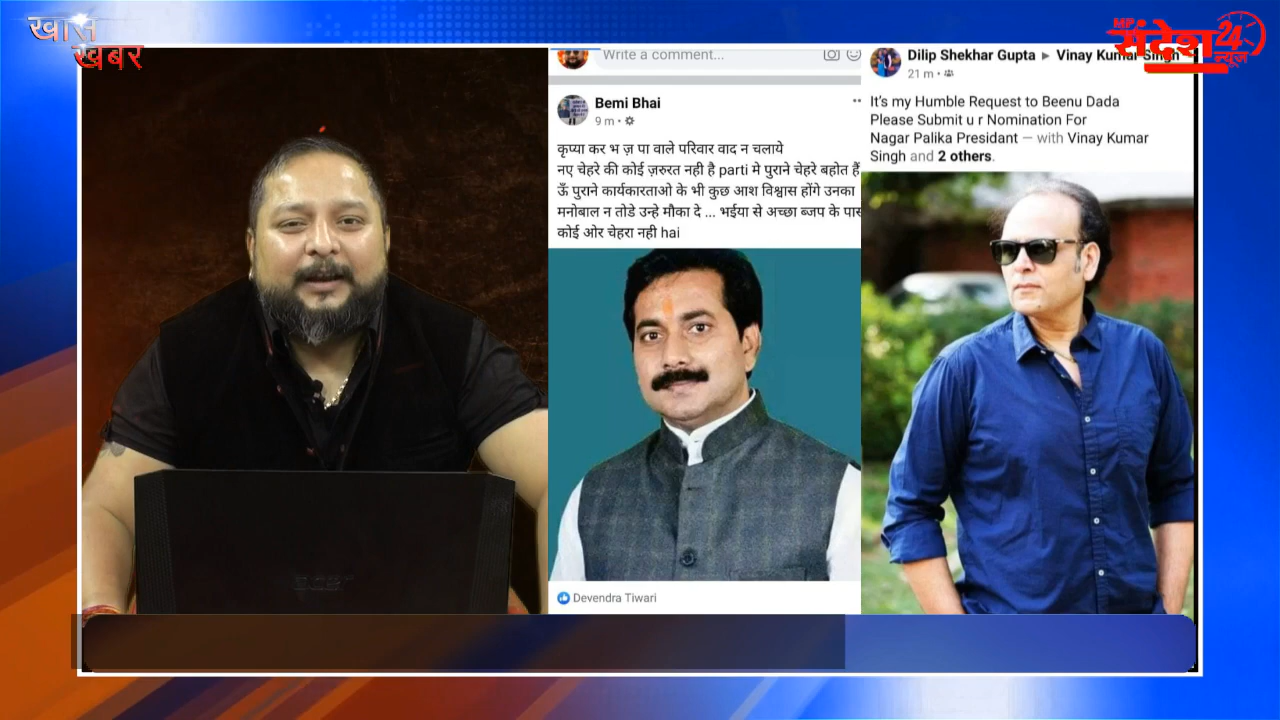 खास
खबर
MP
संदेश 24
न्यूज़
Write a comment...
Bemi Bhai
9 m
कृप्या कर भ ज़ पा वाले परिवार वाद न चलाये
नए चेहरे की कोई ज़रुरत नही है parti मे पुराने चेहरे बहोत हैं
ऊँ पुराने कार्यकारताओ के भी कुछ आश विश्वास होंगे उनका
मनोबाल न तोडे उन्हे मौका दे ... भईया से अच्छा ब्जप के पास
कोई ओर चेहरा नही hai
Devendra Tiwari
Dilip Shekhar Gupta ▸ Vinay Kumar Singh
21 m
It's my Humble Request to Beenu Dada
Please Submit u r Nomination For
Nagar Palika Presidant — with Vinay Kumar
Singh and 2 others.
acer